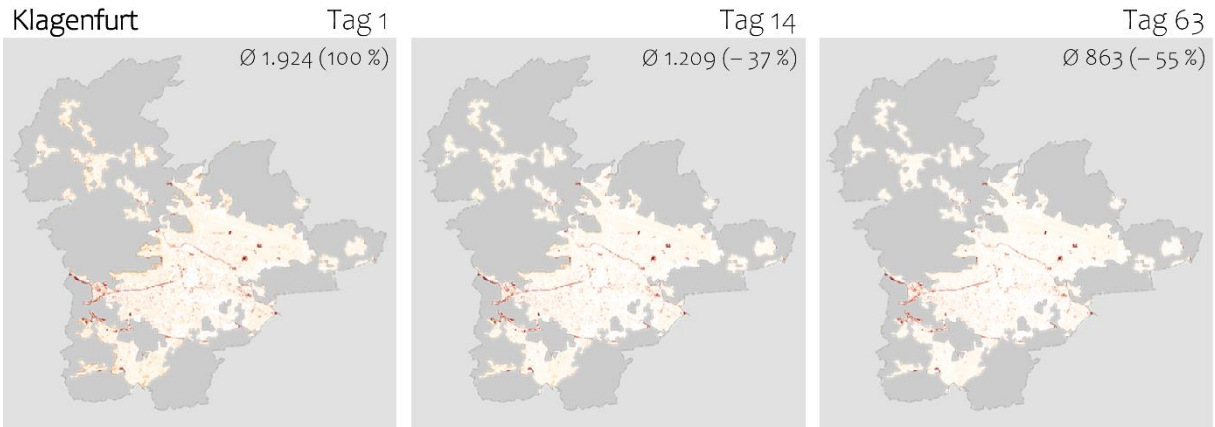 Klagenfurt
Tag 1
Ø 1.924 (100 %)
Tag 14
Ø 1.209 (– 37 %)
Tag 63
Ø 863 (– 55 %)